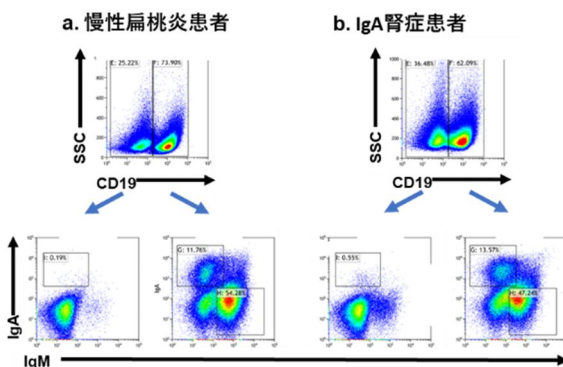 a. 慢性扁桃炎患者
b. IgA腎症患者
E: 25.22%
F: 73.90%
E: 36.48%
F: 62.09%
SSC
SSC
CD19
CD19
I: 0.19%
G: 11.76%
H: 54.28%
I: 0.55%
G: 13.57%
H: 47.24%
IgA
IgA
IgM